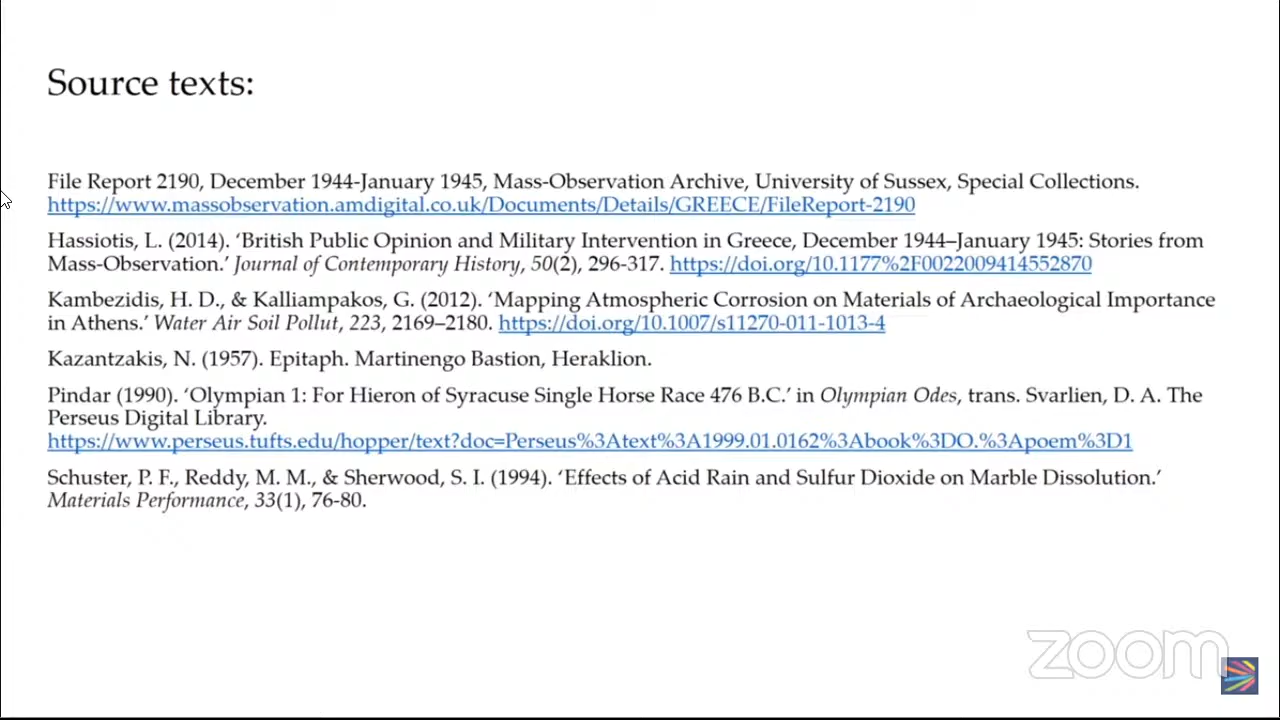 Source texts:
File Report 2190, December 1944-January 1945, Mass-Observation Archive, University of Sussex, Special Collections.
https://www.massobservation.amdigital.co.uk/Documents/Details/GREECE/FileReport-2190
Hassiotis, L. (2014). ‘British Public Opinion and Military Intervention in Greece, December 1944–January 1945: Stories from
Mass-Observation.’ Journal of Contemporary History, 50(2), 296-317. https://doi.org/10.1177%2F0022009414552870
Kambezidis, H. D., & Kalliampakos, G. (2012). ‘Mapping Atmospheric Corrosion on Materials of Archaeological Importance
in Athens.’ Water Air Soil Pollut, 223, 2169–2180. https://doi.org/10.1007/s11270-011-1013-4
Kazantzakis, N. (1957). Epitaph. Martinengo Bastion, Heraklion.
Pindar (1990). ‘Olympian 1: For Hieron of Syracuse Single Horse Race 476 B.C.’ in Olympian Odes, trans. Svarlien, D. A. The
Perseus Digital Library.
https://www.perseus.tufts.edu/hopper/text?doc=Perseus%3Atext%3A1999.01.0162%3Abook%3DO.%3Apoem%3D1
Schuster, P. F., Reddy, M. M., & Sherwood, S. I. (1994). ‘Effects of Acid Rain and Sulfur Dioxide on Marble Dissolution.’
Materials Performance, 33(1), 76-80.
zoom